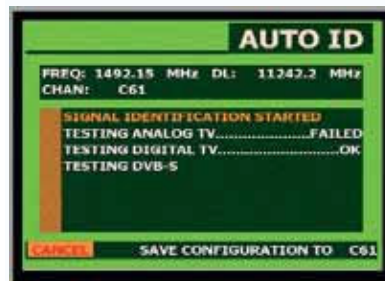 AUTO ID
FREQ: 1492.15 MHz DL: 11242.2 MHz
CHAN: C61
SIGNAL IDENTIFICATION STARTED
TESTING ANALOG TV.....................FAILED
TESTING DIGITAL TV............................OK
TESTING DVB-S
CANCEL SAVE CONFIGURATION TO C61